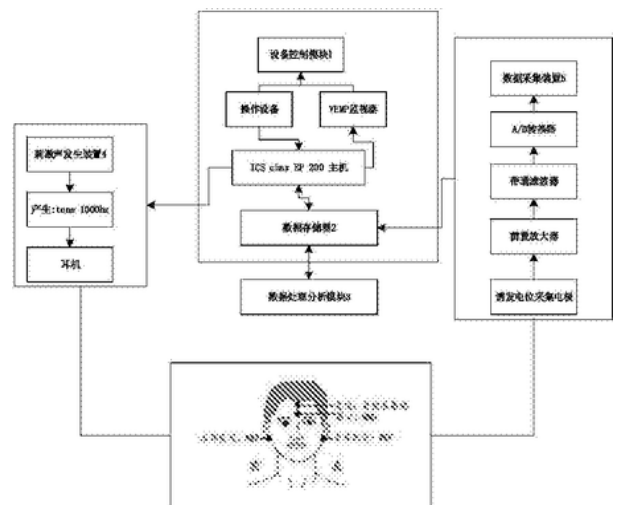 设备控制模块1
操作设备
VEMP监视器
ICS EP 200 主机
数据存储器2
数据处理分析模块3
刺激声发生装置4
产生:tone 1000hz
耳机
数据采集装置5
A/D转换器
带通滤波器
前置放大器
诱发电位采集电极